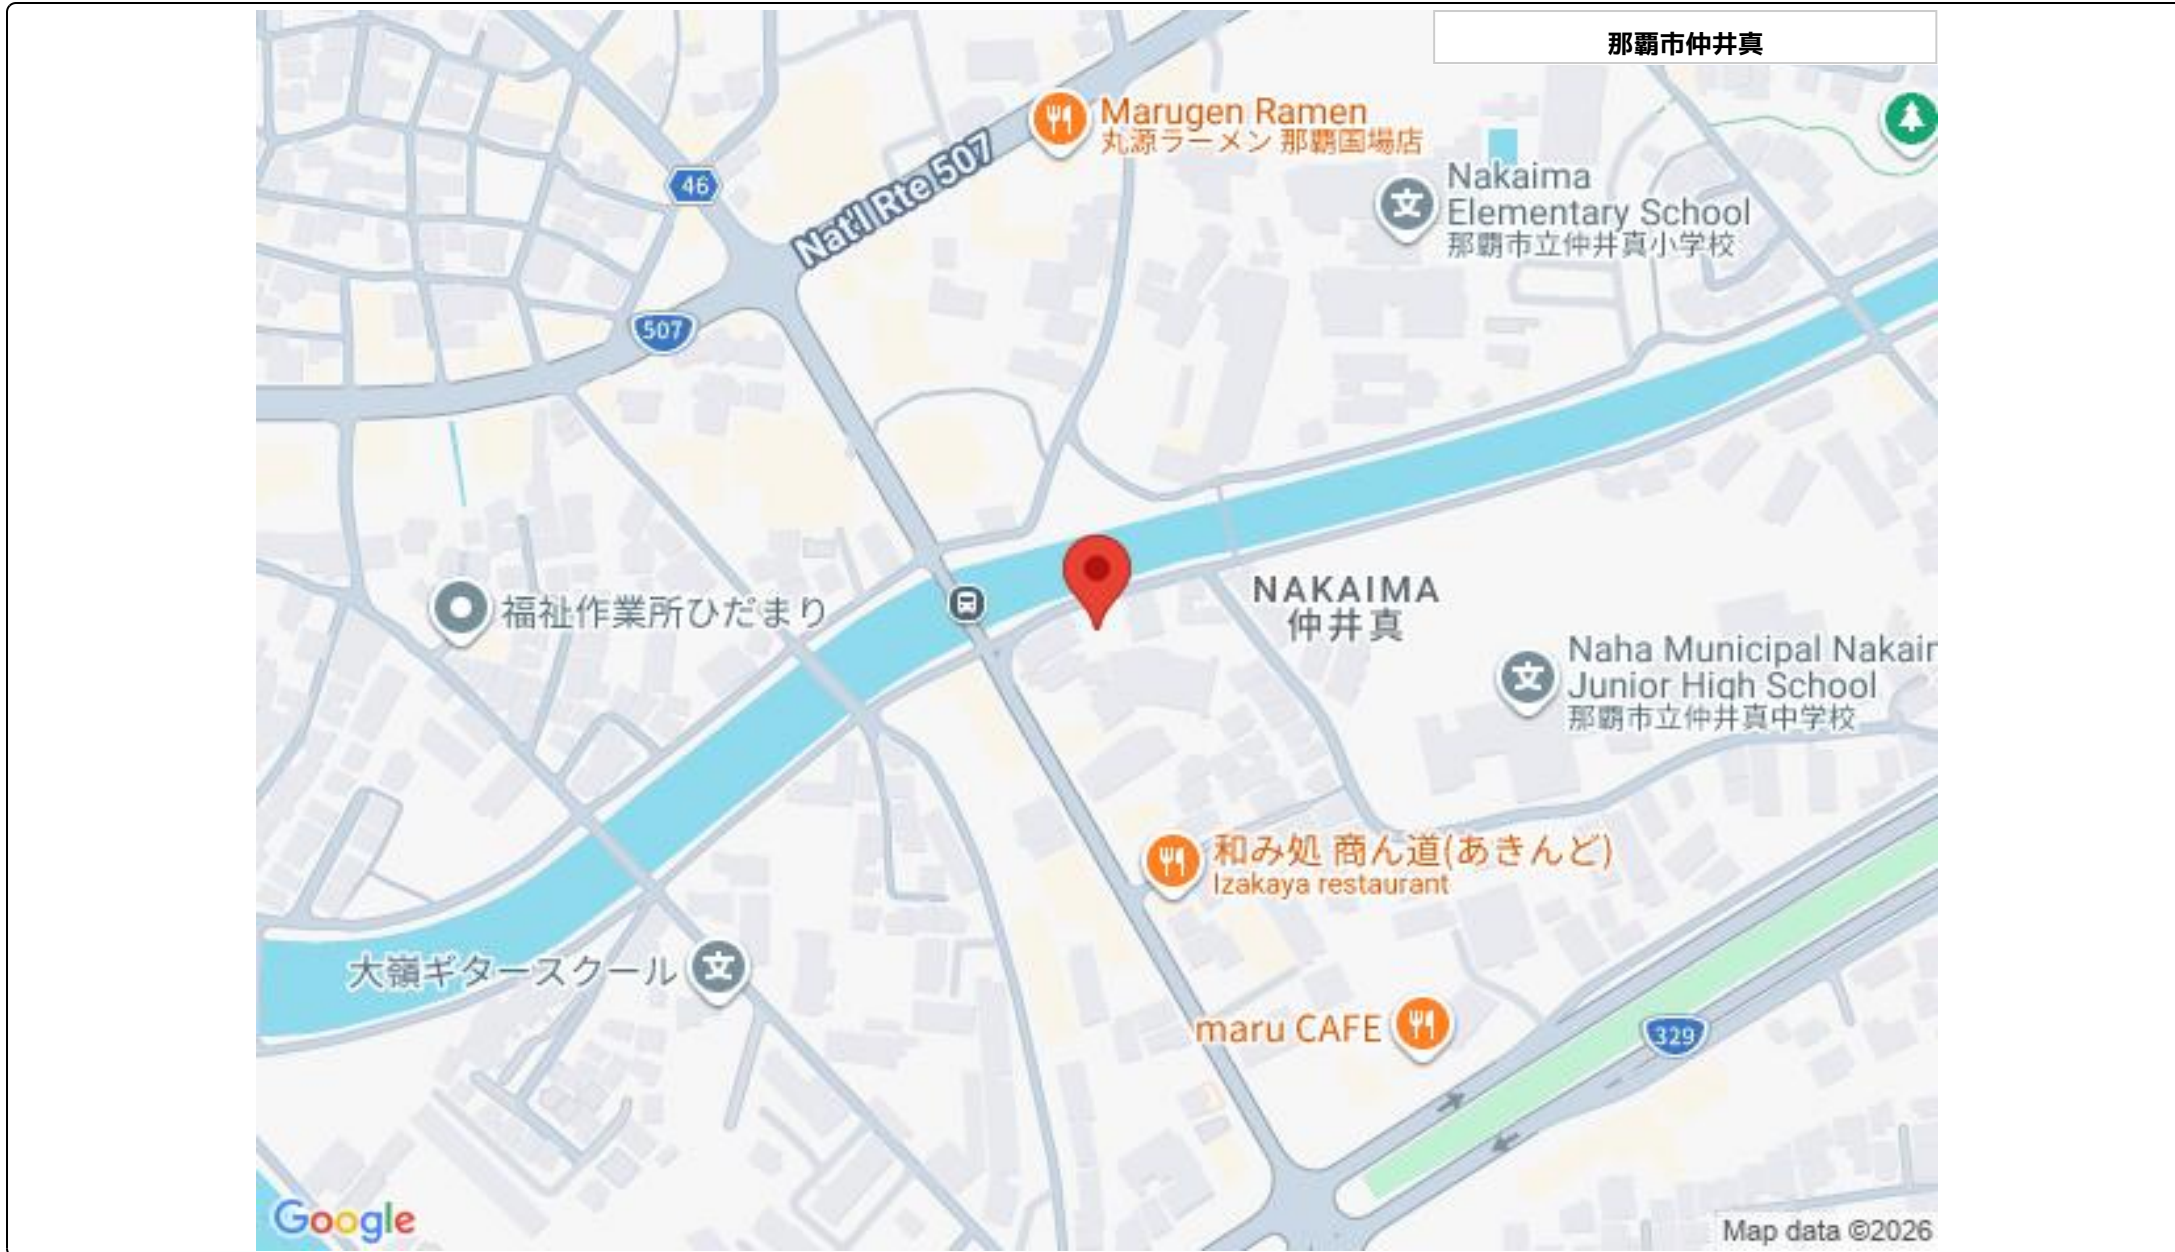 那覇市仲井真
Marugen Ramen
丸源ラーメン 那覇国場店
Nat'l Rte 507
46
Nakaima
Elementary School
那覇市立仲井真小学校
507
福祉作業所ひだまり
NAKAIMA
仲井真
Naha Municipal Nakaim
Junior High School
那覇市立仲井真中学校
和み処 商ん道(あきんど)
Izakaya restaurant
大嶺ギタースクール
maru CAFE
329
文
文
文
Google
Map data ©2026